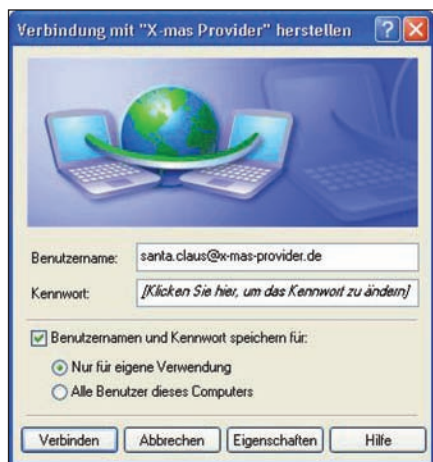 Verbindung mit "X-mas Provider" herstellen
Benutzername: santa.claus@x-mas-provider.de
Kennwort: [Klicken Sie hier, um das Kennwort zu ändern]
Benutzernamen und Kennwort speichern für:
Nur für eigene Verwendung
Alle Benutzer dieses Computers
Verbinden Abbrechen Eigenschaften Hilfe